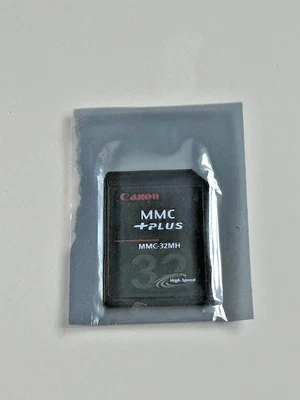 Canon
MMC
PLUS
MMC-32MH
32
High Speed